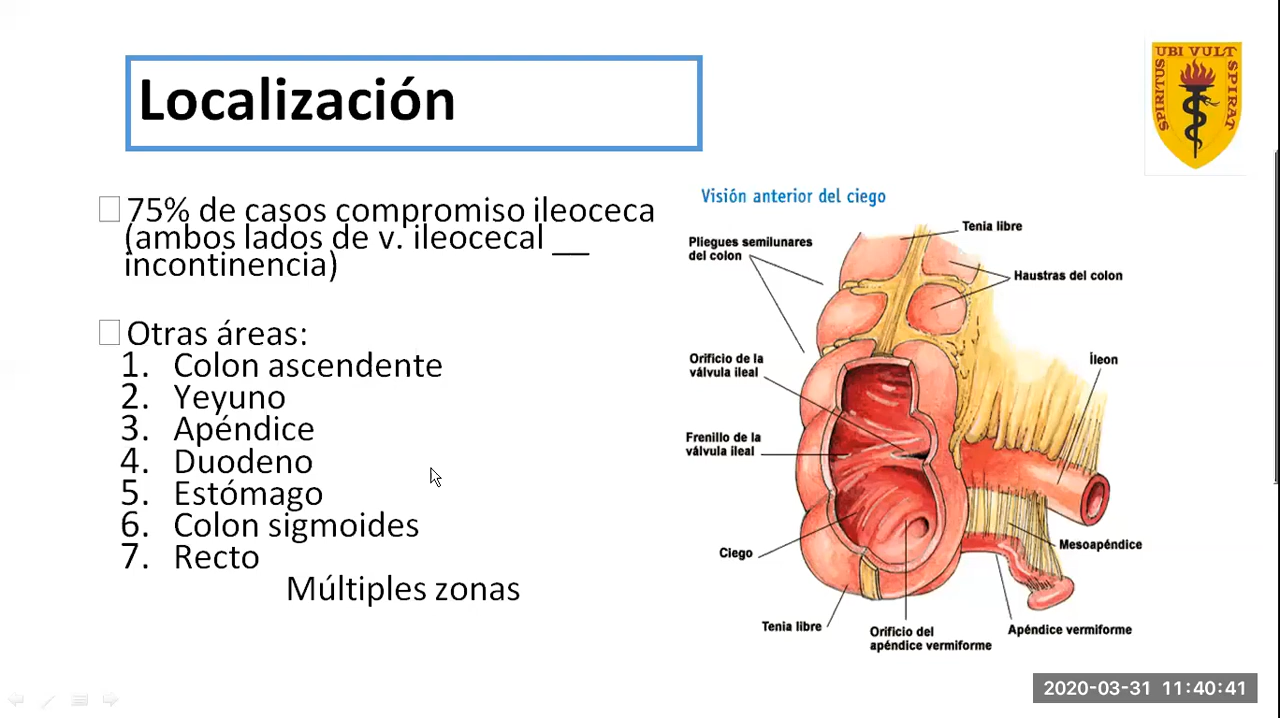 Localización
UBI VULT
SPIRITUS
SPIRAT
75% de casos compromiso ileoceca
(ambos lados de v. ileocecal __
incontinencia)
Otras áreas:
1. Colon ascendente
2. Yeyuno
3. Apéndice
4. Duodeno
5. Estómago
6. Colon sigmoides
7. Recto
Múltiples zonas
Visión anterior del ciego
Tenia libre
Pliegues semilunares
del colon
Haustras del colon
Orificio de la
válvula ileal
Íleon
Frenillo de la
válvula ileal
Ciego
Mesoapéndice
Tenia libre
Orificio del
apéndice vermiforme
Apéndice vermiforme
2020-03-31 11:40:41